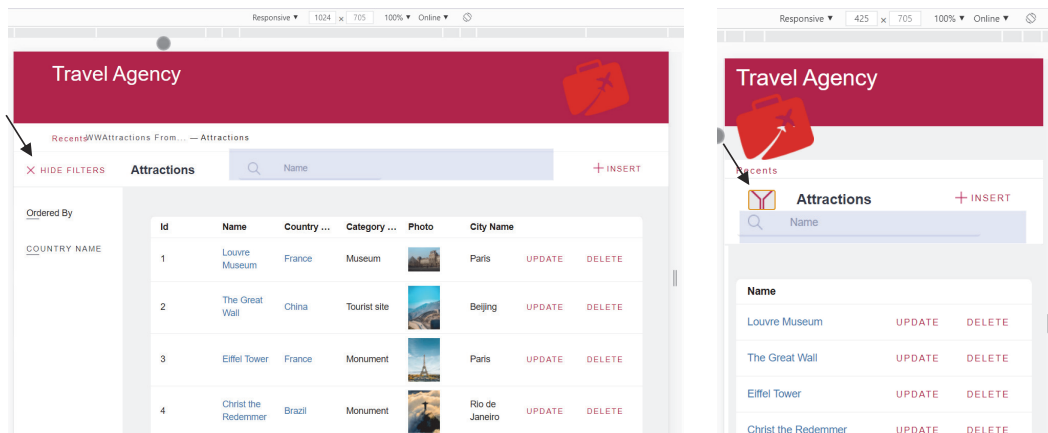 Responsive ▼ 1024 x 705 100% ▼ Online ▼
Travel Agency
Recents WWAttractions From... — Attractions
HIDE FILTERS Attractions Name INSERT
Ordered By
COUNTRY NAME
Id Name Country ... Category ... Photo City Name
1 Louvre Museum France Museum Paris UPDATE DELETE
2 The Great Wall China Tourist site Beijing UPDATE DELETE
3 Eiffel Tower France Monument Paris UPDATE DELETE
4 Christ the Redemmer Brazil Monument Rio de Janeiro UPDATE DELETE
Responsive ▼ 425 x 705 100% ▼ Online ▼
Travel Agency
Recents
Attractions INSERT
Name
Name
Louvre Museum UPDATE DELETE
The Great Wall UPDATE DELETE
Eiffel Tower UPDATE DELETE
Christ the Redemmer UPDATE DELETE